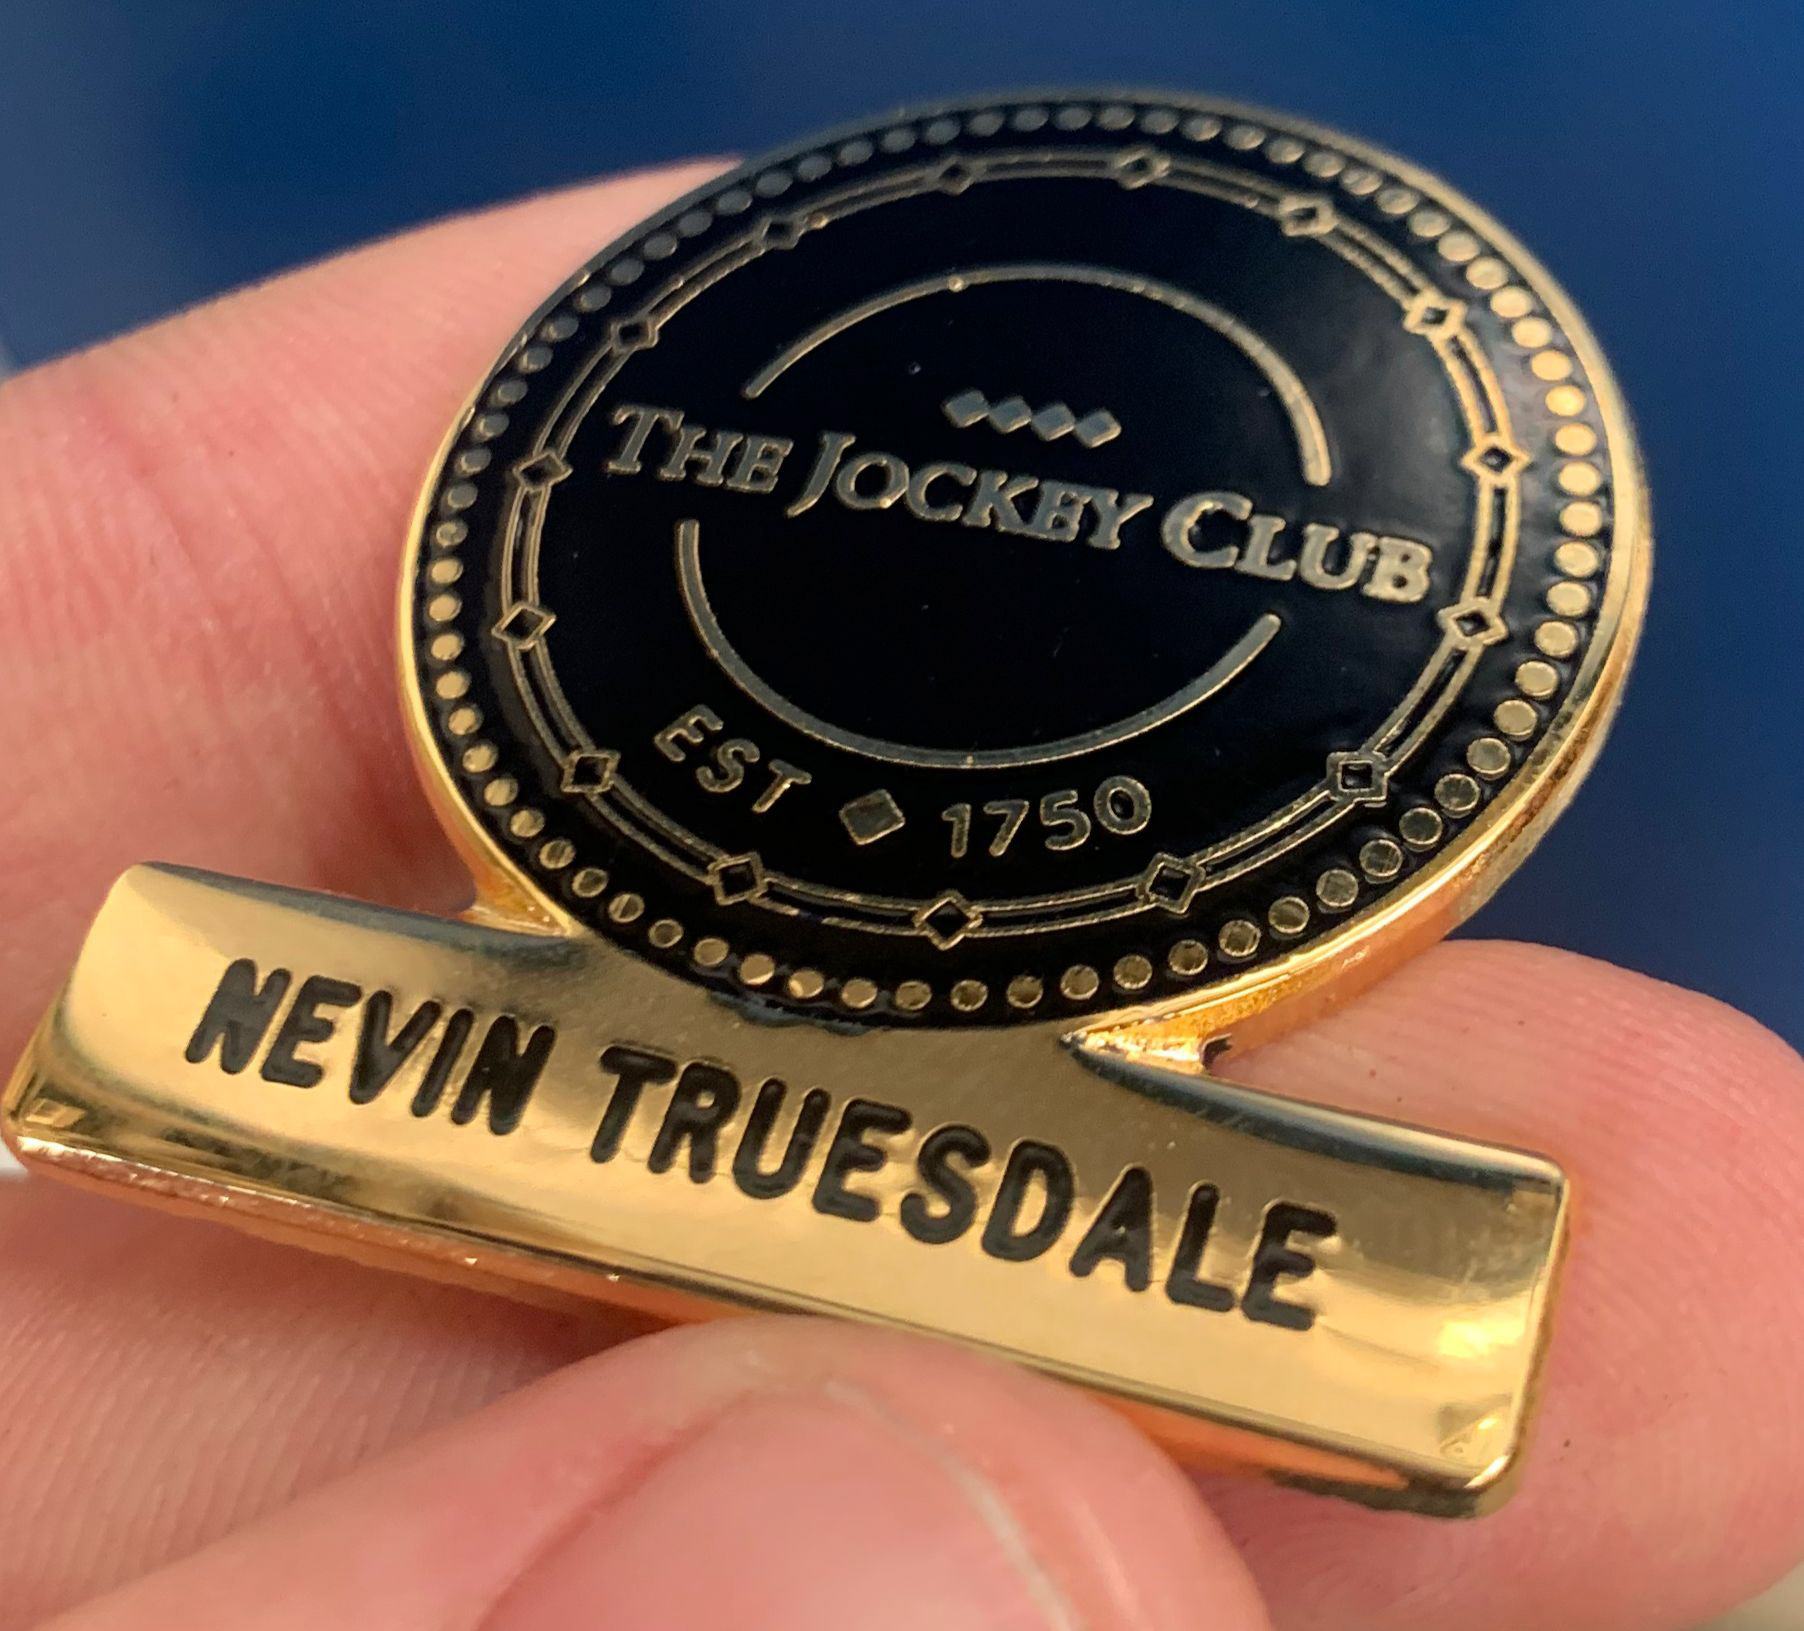 THE JOCKEY CLUB
EST ◆ 1750
NEVIN TRUESDALE